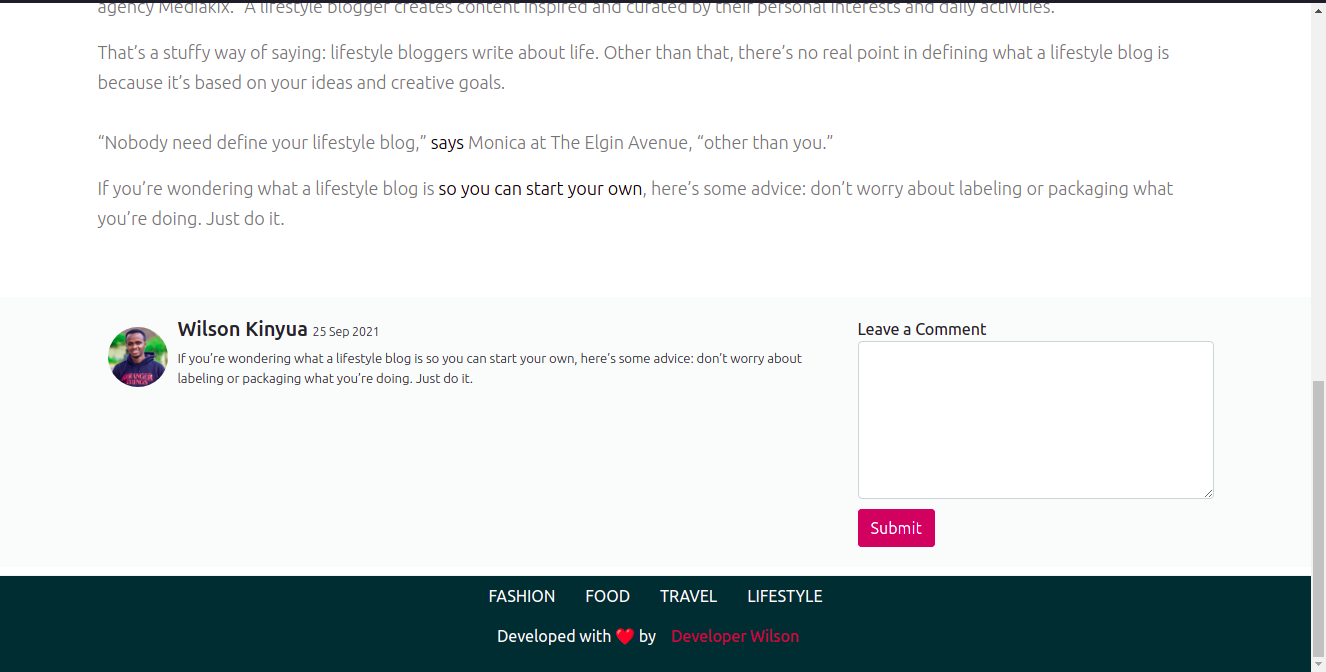 agency Mediakix. "A lifestyle blogger creates content inspired and curated by their personal interests and daily activities.
That’s a stuffy way of saying: lifestyle bloggers write about life. Other than that, there’s no real point in defining what a lifestyle blog is
because it’s based on your ideas and creative goals.
“Nobody need define your lifestyle blog,” says Monica at The Elgin Avenue, “other than you.”
If you’re wondering what a lifestyle blog is so you can start your own, here’s some advice: don’t worry about labeling or packaging what
you’re doing. Just do it.
Wilson Kinyua 25 Sep 2021
If you’re wondering what a lifestyle blog is so you can start your own, here’s some advice: don’t worry about
labeling or packaging what you’re doing. Just do it.
Leave a Comment
Submit
FASHION FOOD TRAVEL LIFESTYLE
Developed with ❤️ by Developer Wilson